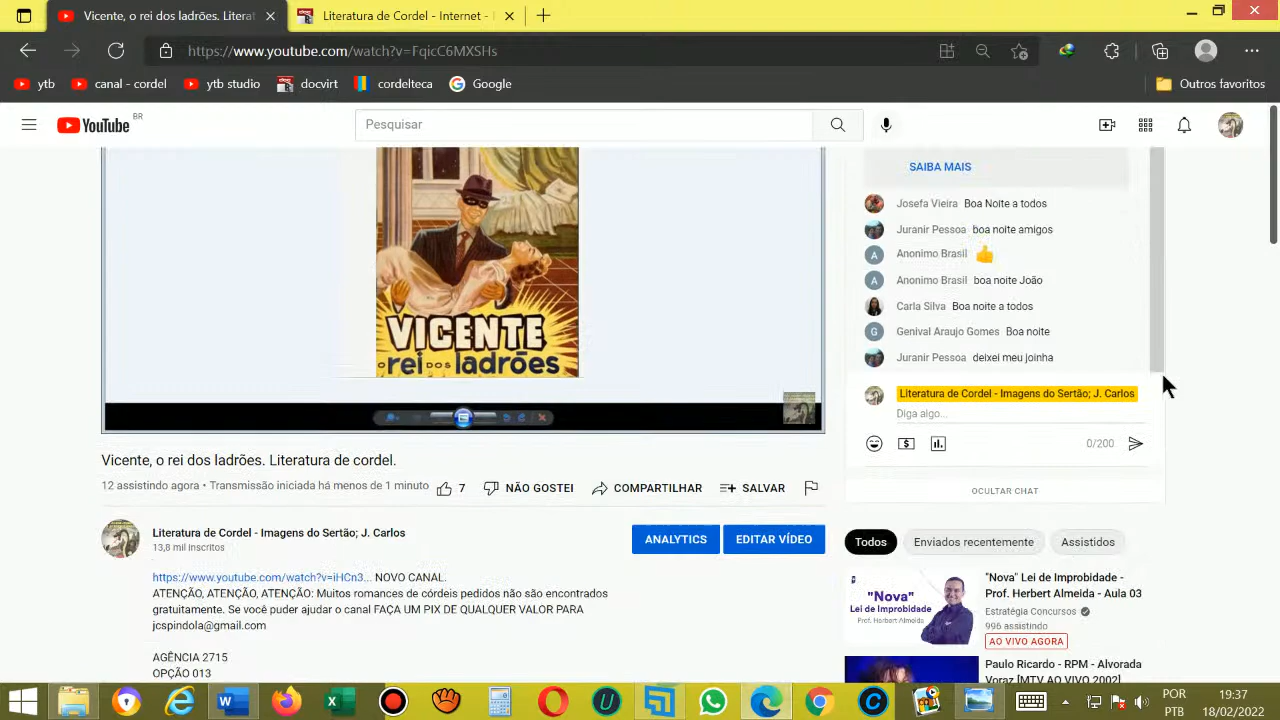 Vicente, o rei dos ladrões. Literat
Literatura de Cordel - Internet -
https://www.youtube.com/watch?v=FqicC6MXSHs
ytb
canal - cordel
ytb studio
docvirt
cordelteca
Google
Outros favoritos
YouTube BR
Pesquisar
SAIBA MAIS
Josefa Vieira Boa Noite a todos
Juranir Pessoa boa noite amigos
Anonimo Brasil
Anonimo Brasil boa noite João
Carla Silva Boa noite a todos
Genival Araujo Gomes Boa noite
Juranir Pessoa deixei meu joinha
Literatura de Cordel - Imagens do Sertão; J. Carlos
Diga algo...
0/200
OCULTAR CHAT
VICENTE
o rei dos ladrões
Vicente, o rei dos ladrões. Literatura de cordel.
12 assistindo agora • Transmissão iniciada há menos de 1 minuto
7
NÃO GOSTEI
COMPARTILHAR
SALVAR
Literatura de Cordel - Imagens do Sertão; J. Carlos
13,8 mil inscritos
ANALYTICS
EDITAR VÍDEO
https://www.youtube.com/watch?v=iHCn3... NOVO CANAL.
ATENÇÃO, ATENÇÃO, ATENÇÃO: Muitos romances de córdeis pedidos não são encontrados
gratuitamente. Se você puder ajudar o canal FAÇA UM PIX DE QUALQUER VALOR PARA
jcspindola@gmail.com
AGÊNCIA 2715
OPÇÃO 013
Todos
Enviados recentemente
Assistidos
"Nova"
Lei de Improbidade
Prof. Herbert Almeida
"Nova" Lei de Improbidade -
Prof. Herbert Almeida - Aula 03
Estratégia Concursos
996 assistindo
AO VIVO AGORA
Paulo Ricardo - RPM - Alvorada
Voraz [MTV AO VIVO 2002]
POR
PTB
19:37
18/02/2022